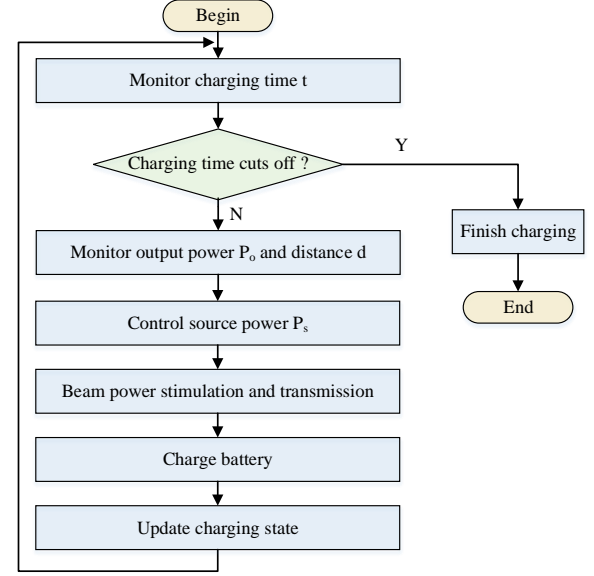 Begin
Monitor charging time t
Charging time cuts off ?
Y
N
Finish charging
Monitor output power Pₒ and distance d
End
Control source power Pₛ
Beam power stimulation and transmission
Charge battery
Update charging state